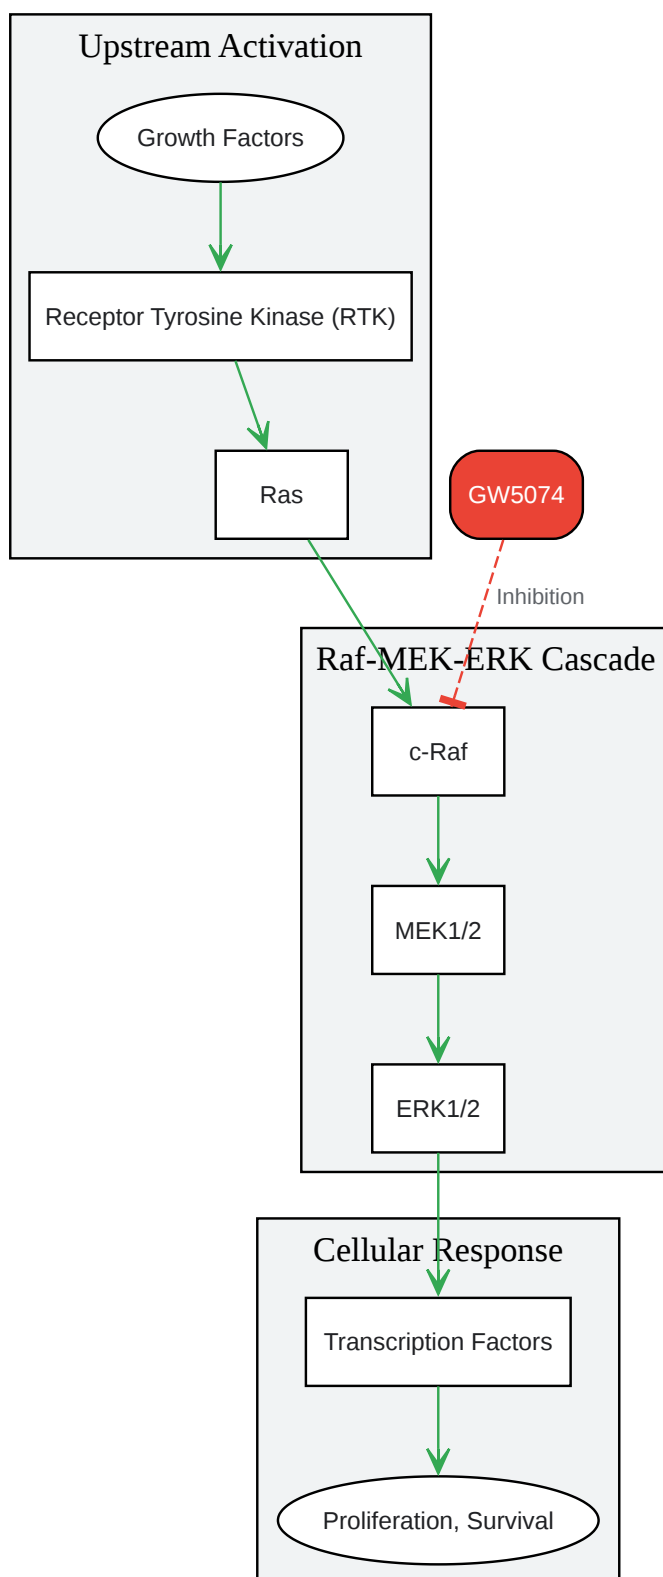 Upstream Activation
Growth Factors
Receptor Tyrosine Kinase (RTK)
Ras
GW5074
Inhibition
Raf-MEK-ERK Cascade
c-Raf
MEK1/2
ERK1/2
Cellular Response
Transcription Factors
Proliferation, Survival